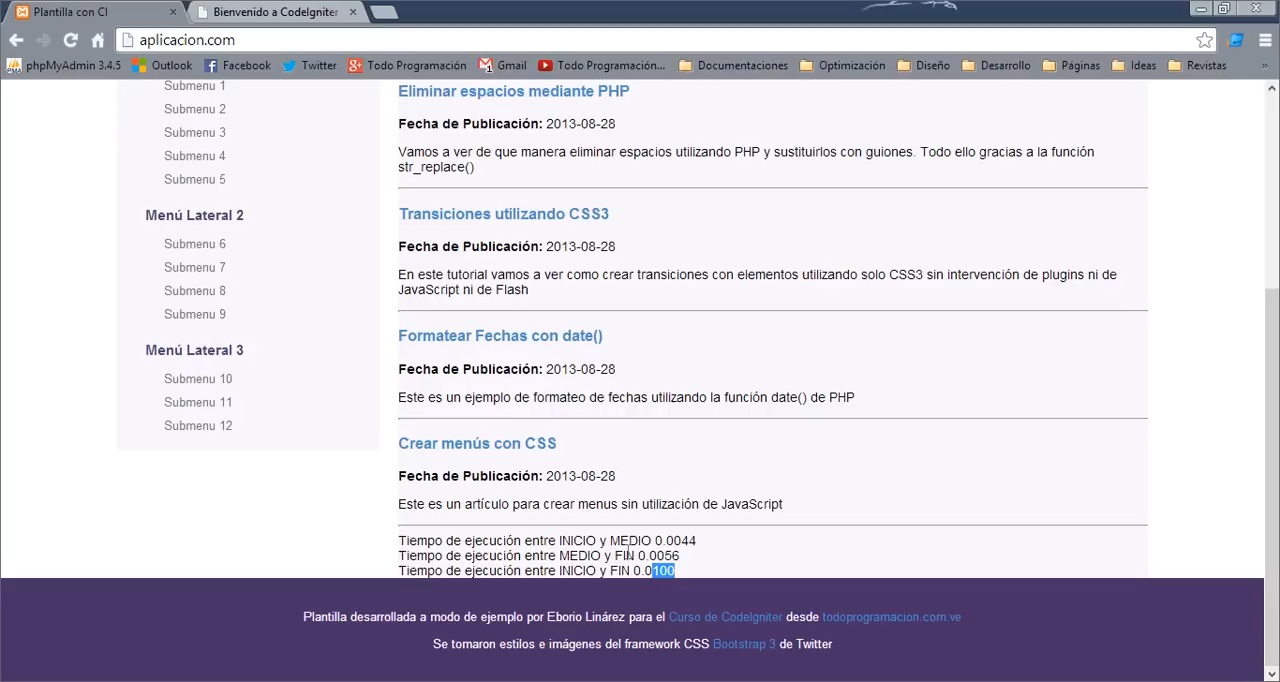 Plantilla con CI
Bienvenido a CodeIgniter
aplicacion.com
phpMyAdmin 3.4.5 Outlook Facebook Twitter Todo Programación Gmail Todo Programación... Documentaciones Optimización Diseño Desarrollo Páginas Ideas Revistas »
Submenu 1
Submenu 2
Submenu 3
Submenu 4
Submenu 5
Menú Lateral 2
Submenu 6
Submenu 7
Submenu 8
Submenu 9
Menú Lateral 3
Submenu 10
Submenu 11
Submenu 12
Eliminar espacios mediante PHP
Fecha de Publicación: 2013-08-28
Vamos a ver de que manera eliminar espacios utilizando PHP y sustituirlos con guiones. Todo ello gracias a la función
str_replace()
Transiciones utilizando CSS3
Fecha de Publicación: 2013-08-28
En este tutorial vamos a ver como crear transiciones con elementos utilizando solo CSS3 sin intervención de plugins ni de
JavaScript ni de Flash
Formatear Fechas con date()
Fecha de Publicación: 2013-08-28
Este es un ejemplo de formateo de fechas utilizando la función date() de PHP
Crear menús con CSS
Fecha de Publicación: 2013-08-28
Este es un artículo para crear menus sin utilización de JavaScript
Tiempo de ejecución entre INICIO y MEDIO 0.0044
Tiempo de ejecución entre MEDIO y FIN 0.0056
Tiempo de ejecución entre INICIO y FIN 0.0100
Plantilla desarrollada a modo de ejemplo por Eborio Linárez para el Curso de CodeIgniter desde todoprogramacion.com.ve
Se tomaron estilos e imágenes del framework CSS Bootstrap 3 de Twitter